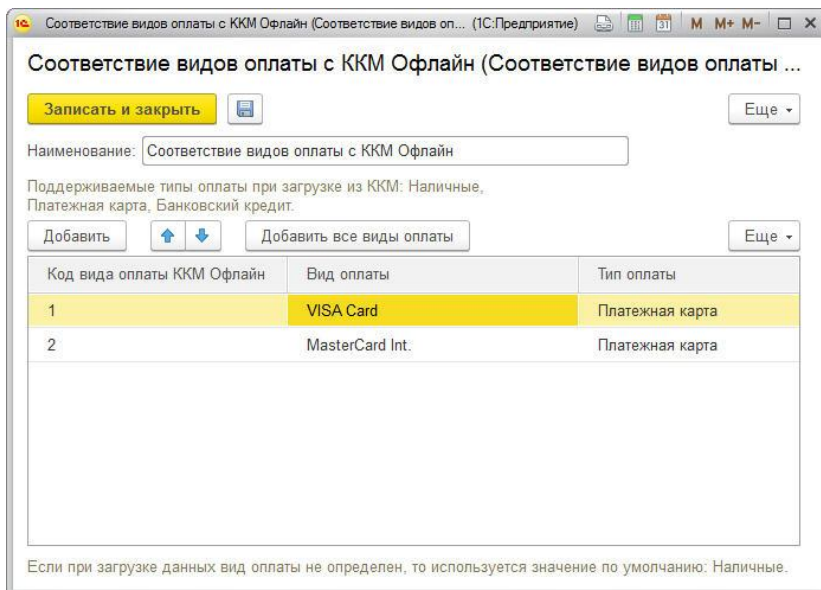 Соответствие видов оплаты с ККМ Офлайн (Соответствие видов оп... (1С:Предприятие) 31 M M+ M-
Соответствие видов оплаты с ККМ Офлайн (Соответствие видов оплаты ...
Записать и закрыть Еще
Наименование: Соответствие видов оплаты с ККМ Офлайн
Поддерживаемые типы оплаты при загрузке из ККМ: Наличные,
Платежная карта, Банковский кредит.
Добавить Добавить все виды оплаты Еще
Код вида оплаты ККМ Офлайн Вид оплаты Тип оплаты
1 VISA Card Платежная карта
2 MasterCard Int. Платежная карта
Если при загрузке данных вид оплаты не определен, то используется значение по умолчанию: Наличные.